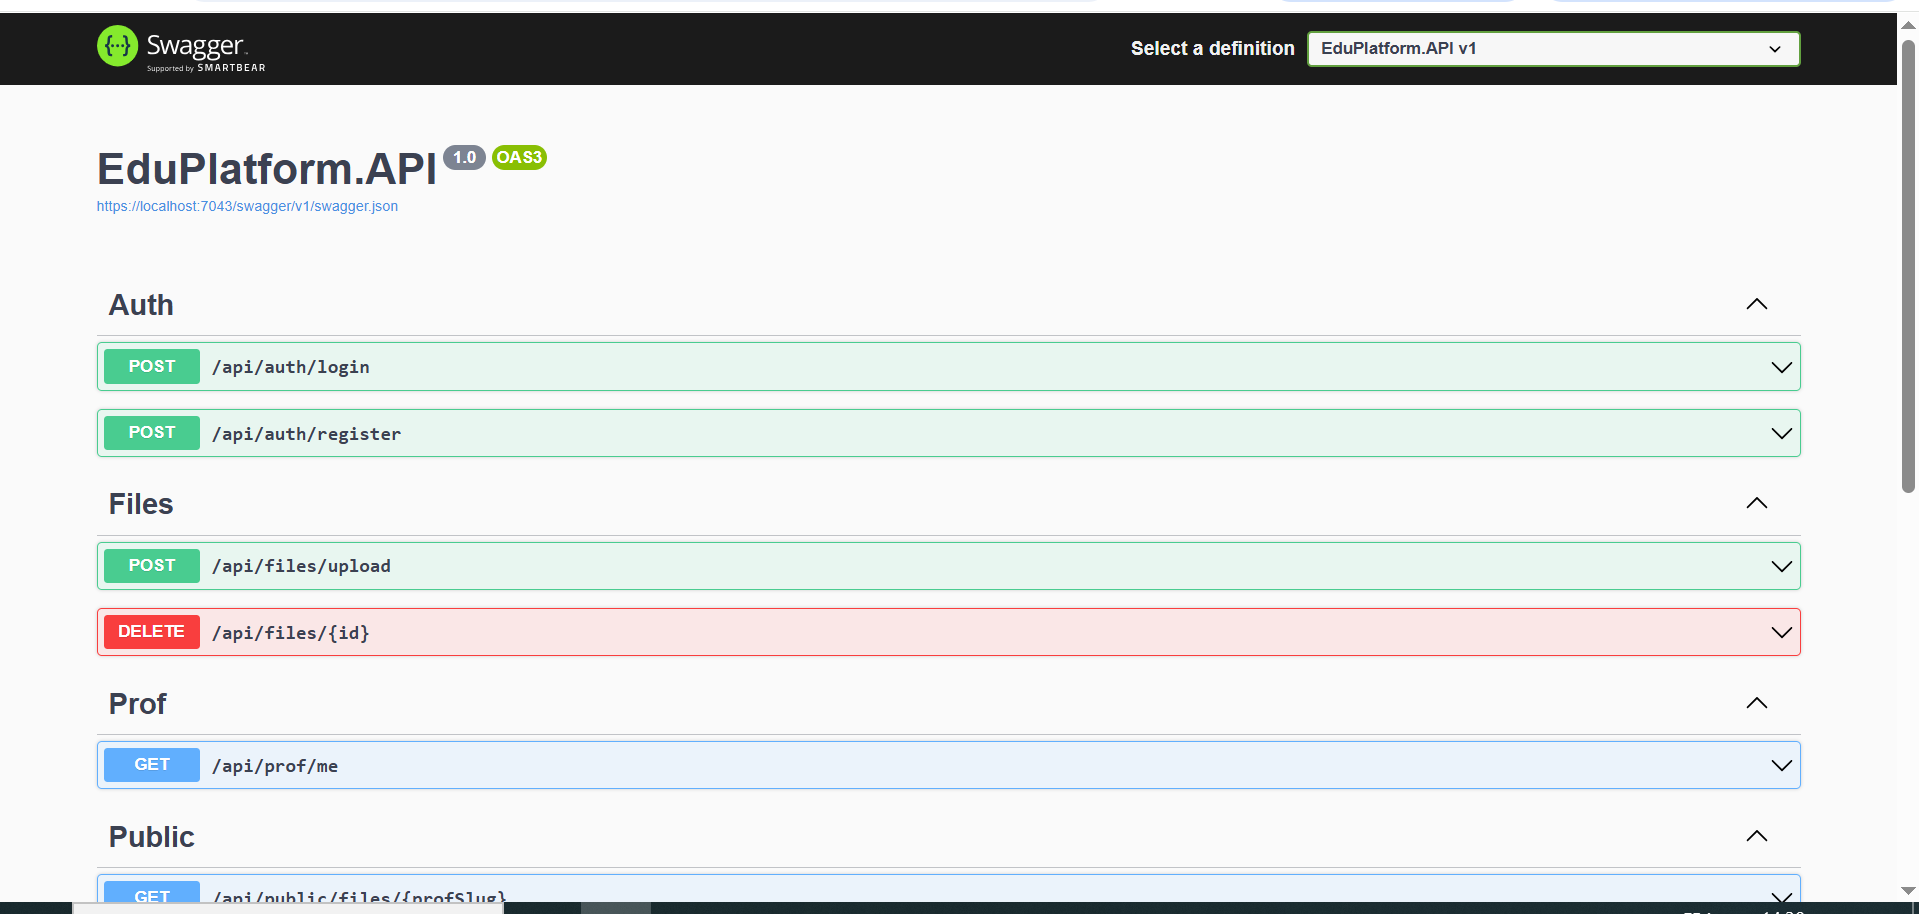 Swagger
Supported by SMARTBEAR
Select a definition
EduPlatform.API v1
EduPlatform.API 1.0 OAS3
https://localhost:7043/swagger/v1/swagger.json
Auth
POST /api/auth/login
POST /api/auth/register
Files
POST /api/files/upload
DELETE /api/files/{id}
Prof
GET /api/prof/me
Public
GET /api/public/files/{profSlug}